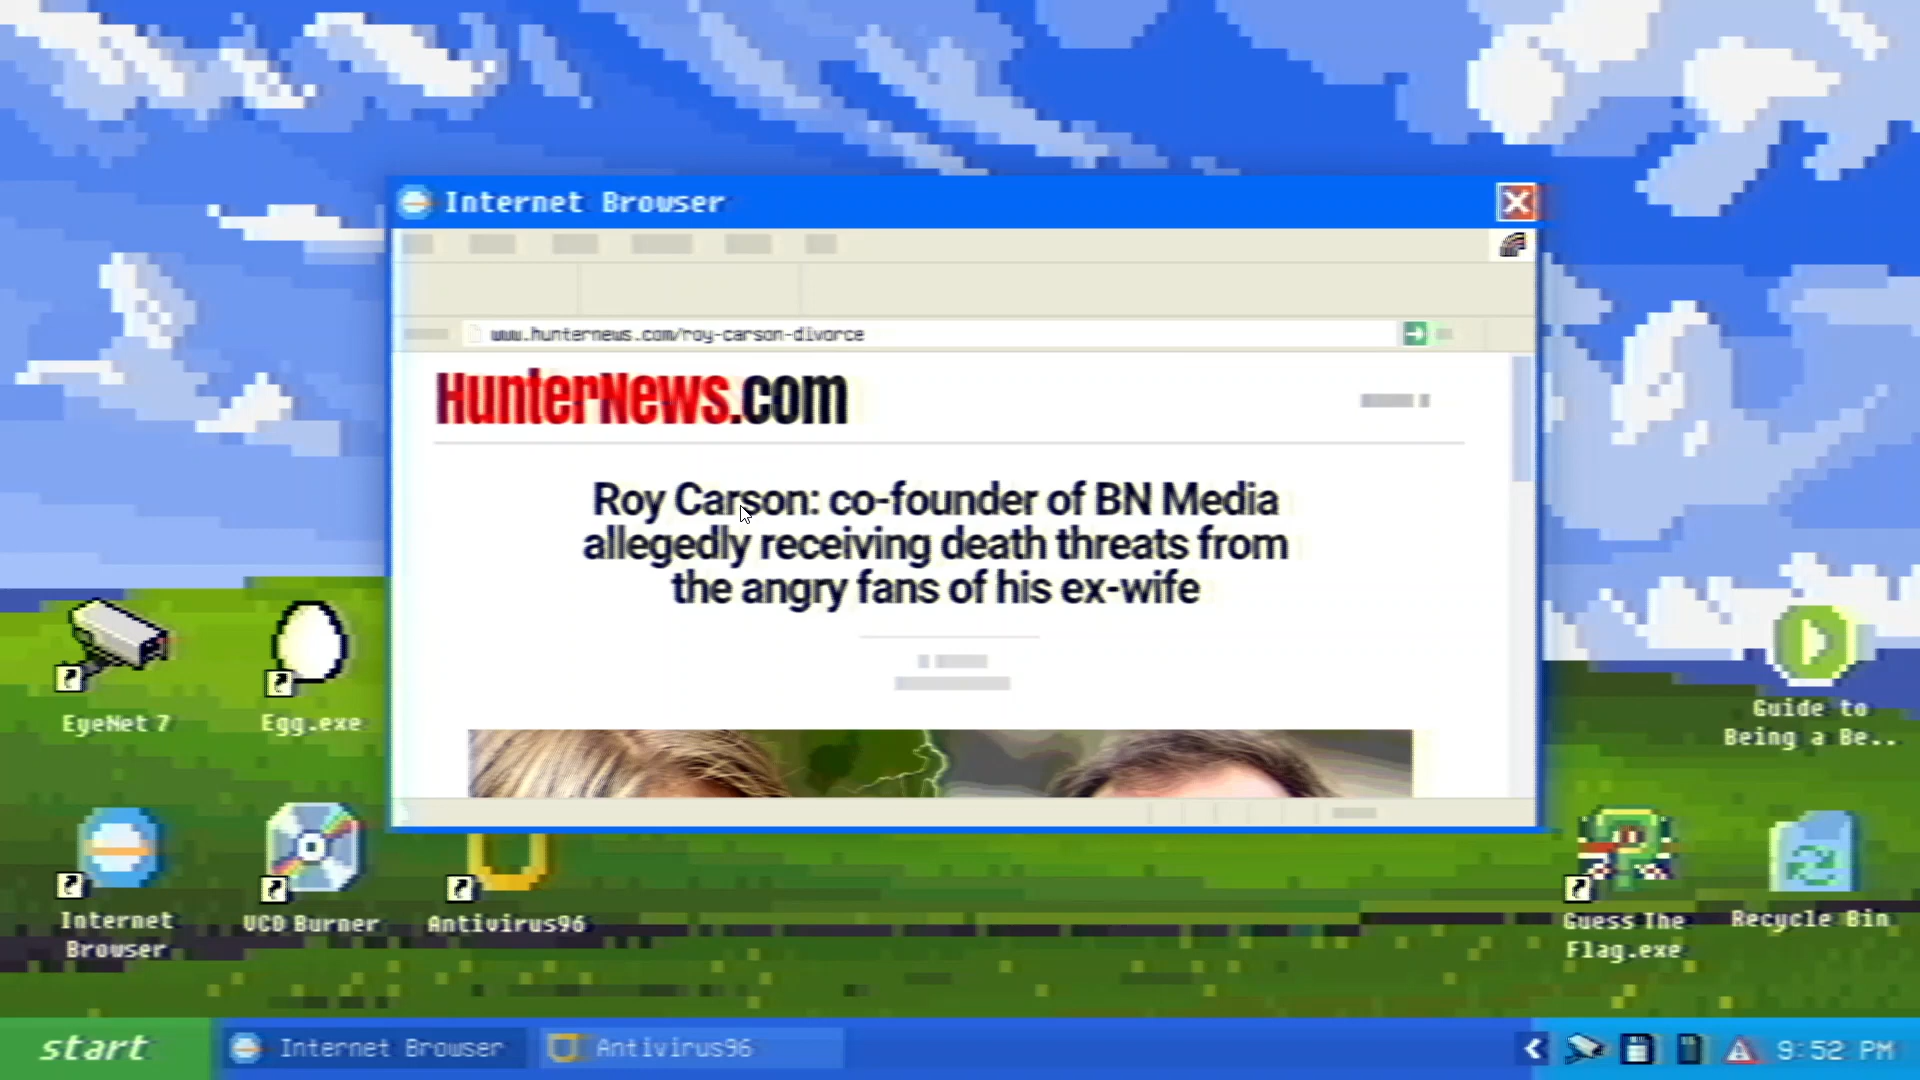 Internet Browser
www.hunternews.com/roy-carson-divorce
HunterNews.com
Roy Carson: co-founder of BN Media
allegedly receiving death threats from
the angry fans of his ex-wife
EyeNet 7
Egg.exe
Guide to
Being a Be..
Internet
Browser
VCD Burner
Antivirus96
Guess The
Flag.exe
Recycle Bin
start
Internet Browser
Antivirus96
9:52 PM